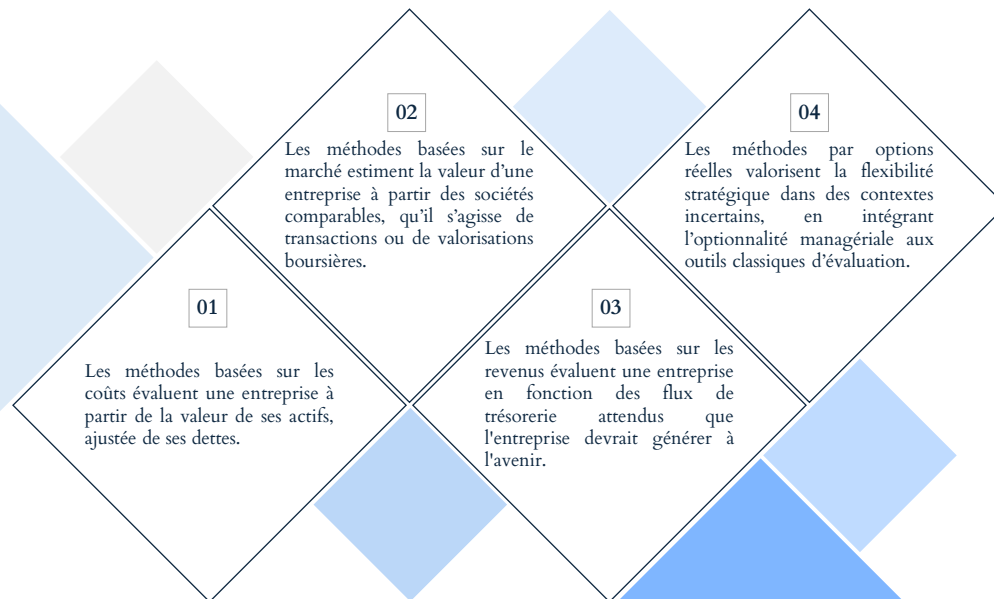 01
Les méthodes basées sur les
coûts évaluent une entreprise à
partir de la valeur de ses actifs,
ajustée de ses dettes.
02
Les méthodes basées sur le
marché estiment la valeur d’une
entreprise à partir des sociétés
comparables, qu’il s’agisse de
transactions ou de valorisations
boursières.
03
Les méthodes basées sur les
revenus évaluent une entreprise
en fonction des flux de
trésorerie attendus que
l'entreprise devrait générer à
l'avenir.
04
Les méthodes par options
réelles valorisent la flexibilité
stratégique dans des contextes
incertains, en intégrant
l’optionnalité managériale aux
outils classiques d’évaluation.